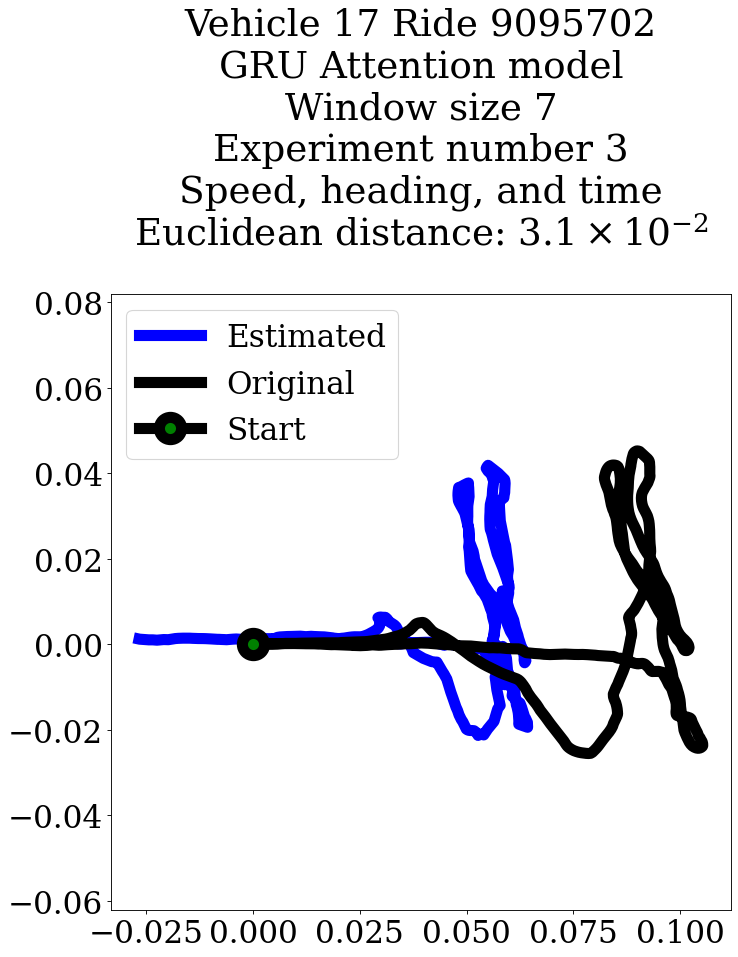 Vehicle 17 Ride 9095702
GRU Attention model
Window size 7
Experiment number 3
Speed, heading, and time
Euclidean distance: 3.1 × 10⁻²
Estimated
Original
Start
0.08
0.06
0.04
0.02
0.00
−0.02
−0.04
−0.06
−0.025 0.000 0.025 0.050 0.075 0.100